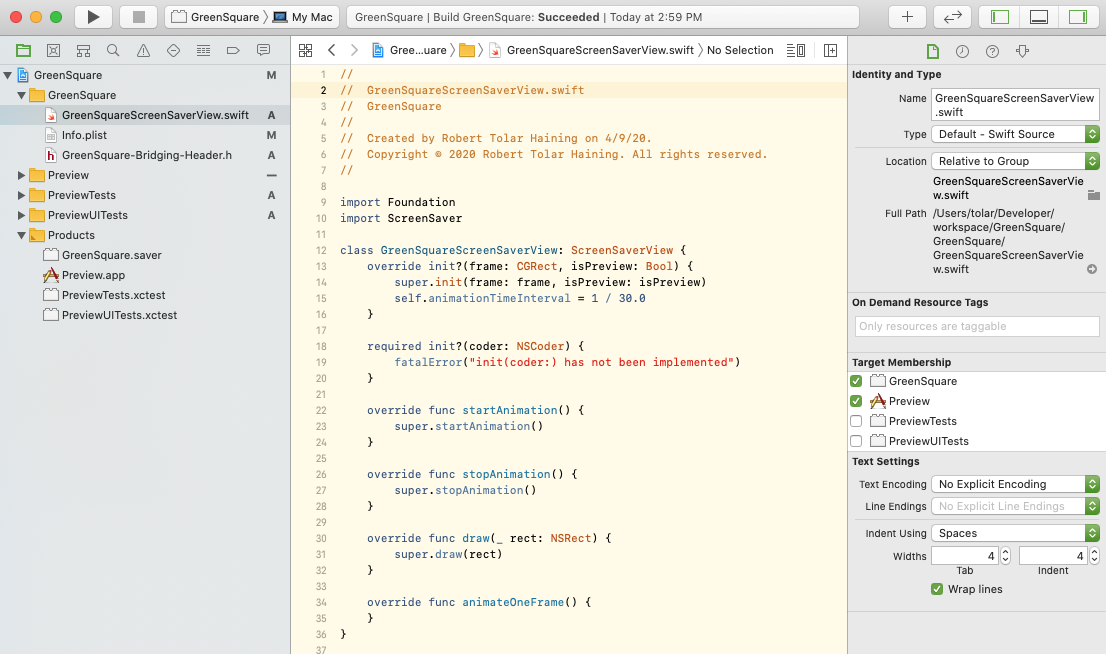 GreenSquare 〉 My Mac
GreenSquare | Build GreenSquare: Succeeded | Today at 2:59 PM
Gree...uare 〉 〉 GreenSquareScreenSaverView.swift 〉 No Selection
GreenSquare M
GreenSquare
GreenSquareScreenSaverView.swift A
Info.plist M
h GreenSquare-Bridging-Header.h A
Preview —
PreviewTests A
PreviewUITests A
Products
GreenSquare.saver
Preview.app
PreviewTests.xctest
PreviewUITests.xctest
1 //
2 //  GreenSquareScreenSaverView.swift
3 //  GreenSquare
4 //
5 //  Created by Robert Tolar Haining on 4/9/20.
6 //  Copyright © 2020 Robert Tolar Haining. All rights reserved.
7 //
8
9 import Foundation
10 import ScreenSaver
11
12 class GreenSquareScreenSaverView: ScreenSaverView {
13     override init?(frame: CGRect, isPreview: Bool) {
14         super.init(frame: frame, isPreview: isPreview)
15         self.animationTimeInterval = 1 / 30.0
16     }
17
18     required init?(coder: NSCoder) {
19         fatalError("init(coder:) has not been implemented")
20     }
21
22     override func startAnimation() {
23         super.startAnimation()
24     }
25
26     override func stopAnimation() {
27         super.stopAnimation()
28     }
29
30     override func draw(_ rect: NSRect) {
31         super.draw(rect)
32     }
33
34     override func animateOneFrame() {
35     }
36 }
37
Identity and Type
Name GreenSquareScreenSaverView
.swift
Type Default - Swift Source
Location Relative to Group
GreenSquareScreenSaverVie
w.swift
Full Path /Users/tolar/Developer/
workspace/GreenSquare/
GreenSquare/
GreenSquareScreenSaverVie
w.swift
On Demand Resource Tags
Only resources are taggable
Target Membership
GreenSquare
Preview
PreviewTests
PreviewUITests
Text Settings
Text Encoding No Explicit Encoding
Line Endings No Explicit Line Endings
Indent Using Spaces
Widths 4 4
Tab Indent
Wrap lines